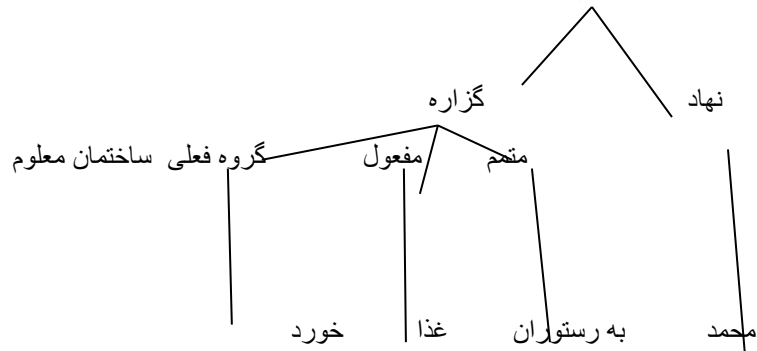 نهاد گزاره
متمم مفعول گروه فعلی ساختمان معلوم
محمد به رستوران غذا خورد